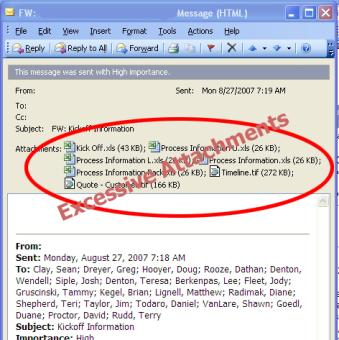 FW: Message (HTML)
File Edit View Insert Format Tools Actions Help
Reply Reply to All Forward
This message was sent with High importance.
From: Sent: Mon 8/27/2007 7:19 AM
To:
Cc:
Subject: FW: Kickoff Information
Attachments: Kick Off.xls (43 KB); Process Information U.xls (26 KB);
Process Information L.xls (26 KB); Process Information.xls (26 KB);
Process Information .xls (26 KB); Timeline.tif (272 KB);
Quote - Customer.tif (166 KB)
Excessive Attachments
From:
Sent: Monday, August 27, 2007 7:18 AM
To: Clay, Sean; Dreyer, Greg; Hooyer, Doug; Rooze, Dathan; Denton,
Wendell; Siple, Josh; Denton, Teresa; Berkenpas, Lee; Fleet, Jody;
Gruscinski, Tammy; Kegel, Brian; Lignell, Matthew; Radimak, Diane;
Shepherd, Teri; Taylor, Jim; Todaro, Daniel; VanLare, Shawn; Goedl,
Duane; Proctor, David; Rudd, Terry
Subject: Kickoff Information
Importance: High